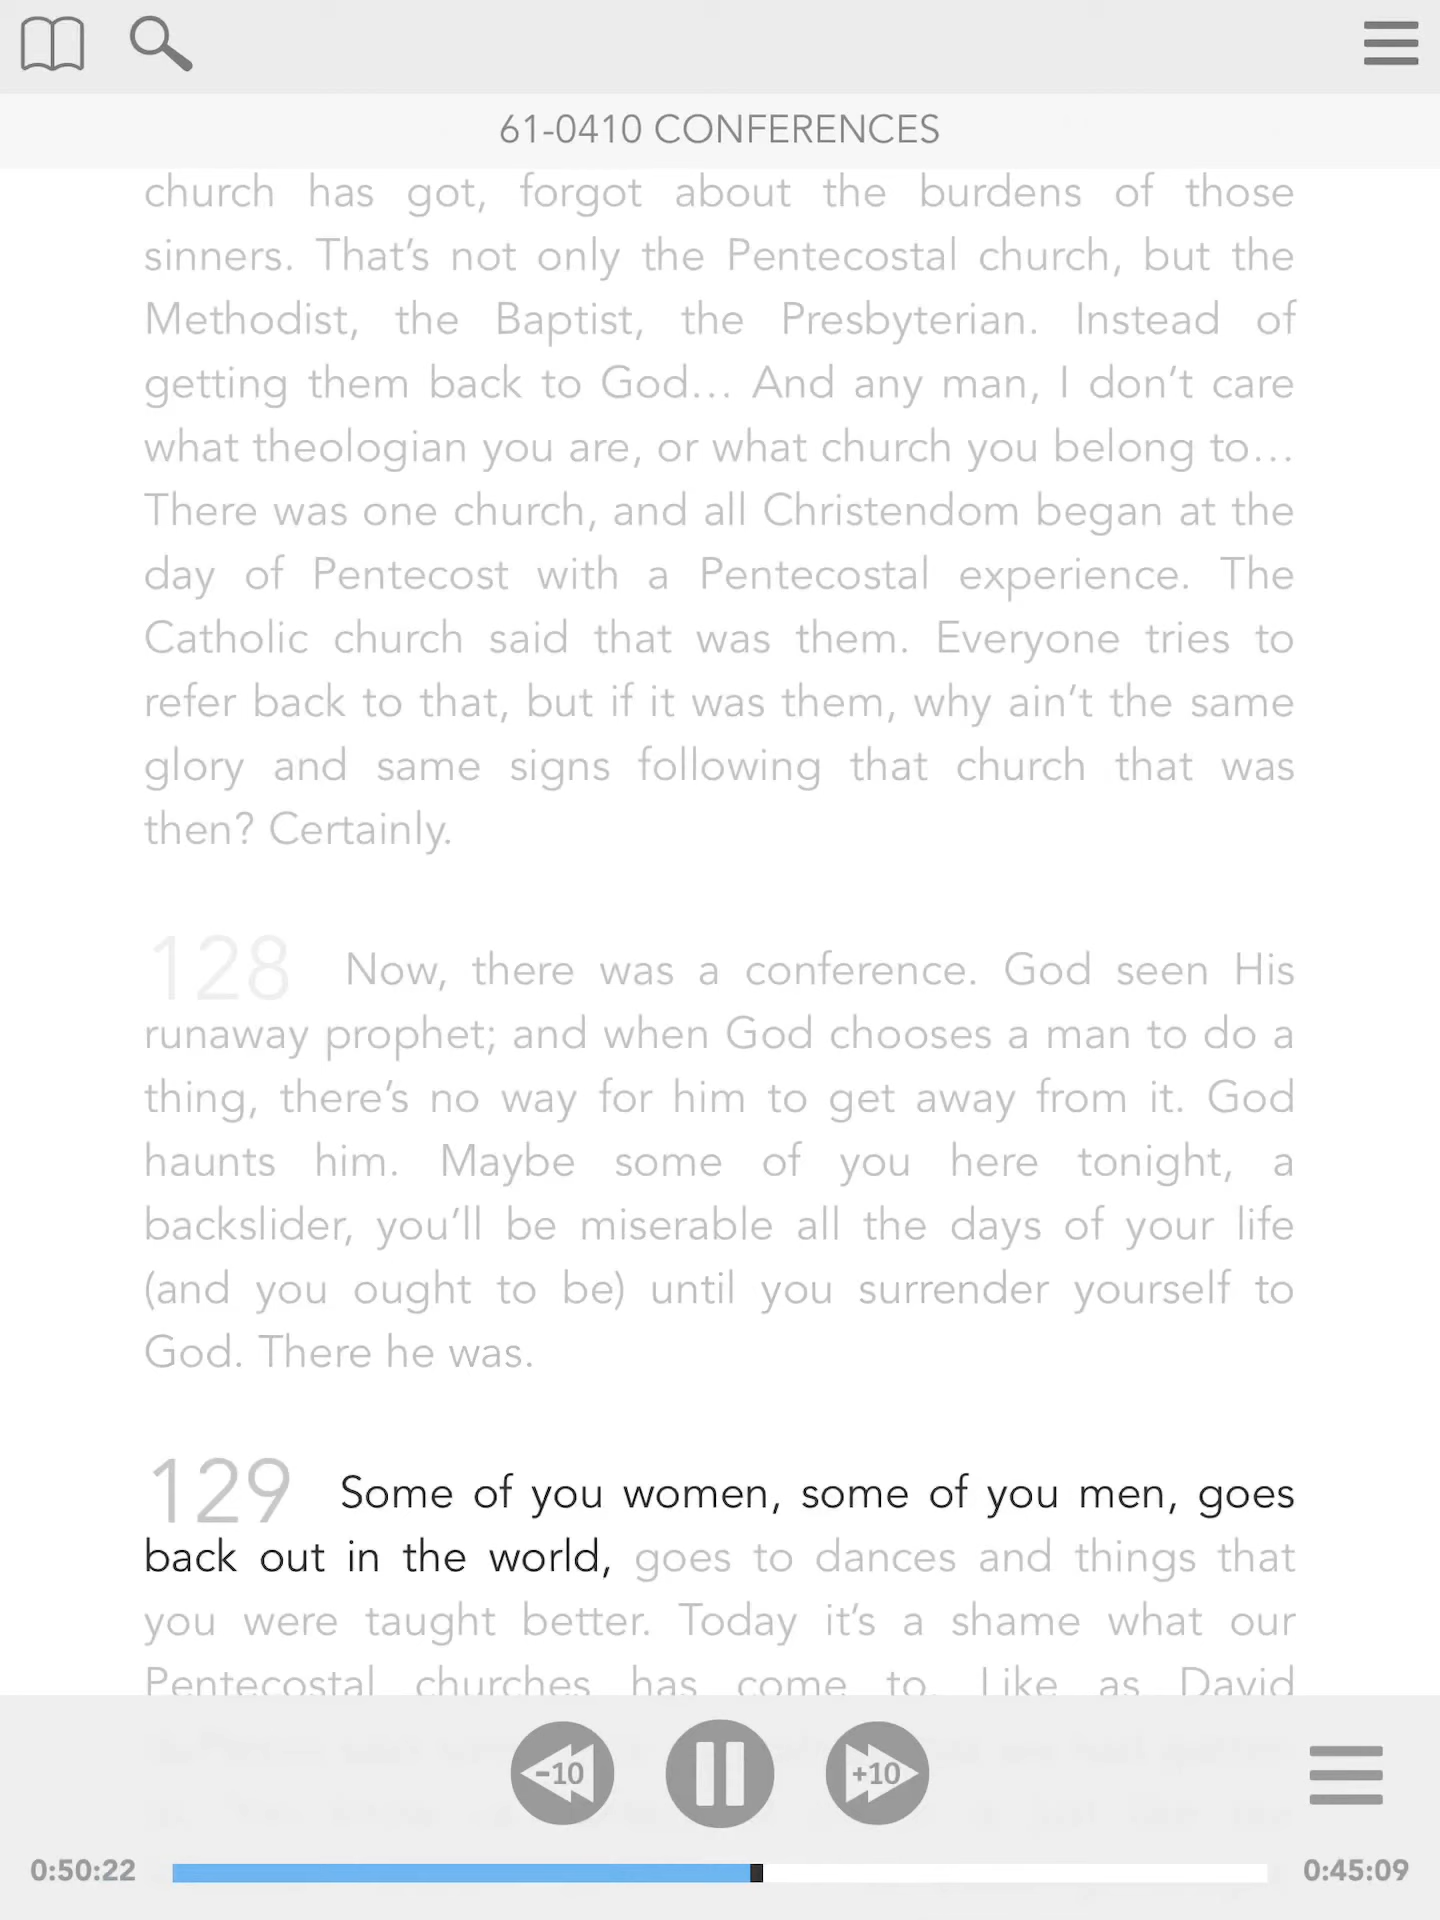 61-0410 CONFERENCES
church has got, forgot about the burdens of those
sinners. That’s not only the Pentecostal church, but the
Methodist, the Baptist, the Presbyterian. Instead of
getting them back to God… And any man, I don’t care
what theologian you are, or what church you belong to…
There was one church, and all Christendom began at the
day of Pentecost with a Pentecostal experience. The
Catholic church said that was them. Everyone tries to
refer back to that, but if it was them, why ain’t the same
glory and same signs following that church that was
then? Certainly.
128 Now, there was a conference. God seen His
runaway prophet; and when God chooses a man to do a
thing, there’s no way for him to get away from it. God
haunts him. Maybe some of you here tonight, a
backslider, you’ll be miserable all the days of your life
(and you ought to be) until you surrender yourself to
God. There he was.
129 Some of you women, some of you men, goes
back out in the world, goes to dances and things that
you were taught better. Today it’s a shame what our
Pentecostal churches has come to. Like as David
-10 +10
0:50:22 0:45:09